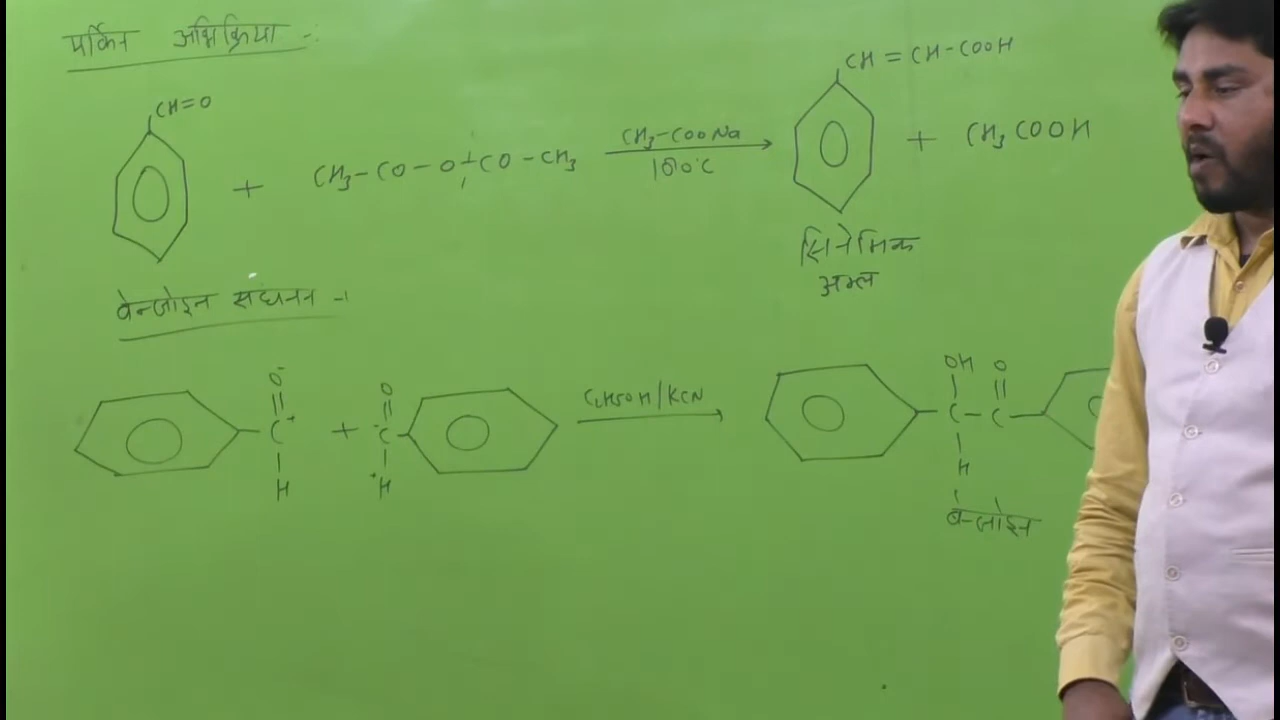 पर्किन अभिक्रिया :-
CH=O + CH₃-CO-O-CO-CH₃ CH₃-COONa 100°C → CH=CH-COOH + CH₃COOH
सिनेमिक
अम्ल
बेन्जोइन संघनन -:
O⁻ || C⁺ | H + O || C⁻ | H⁺ C₂H5OH/KCN → OH | C | H - C || O
बेन्जोइन